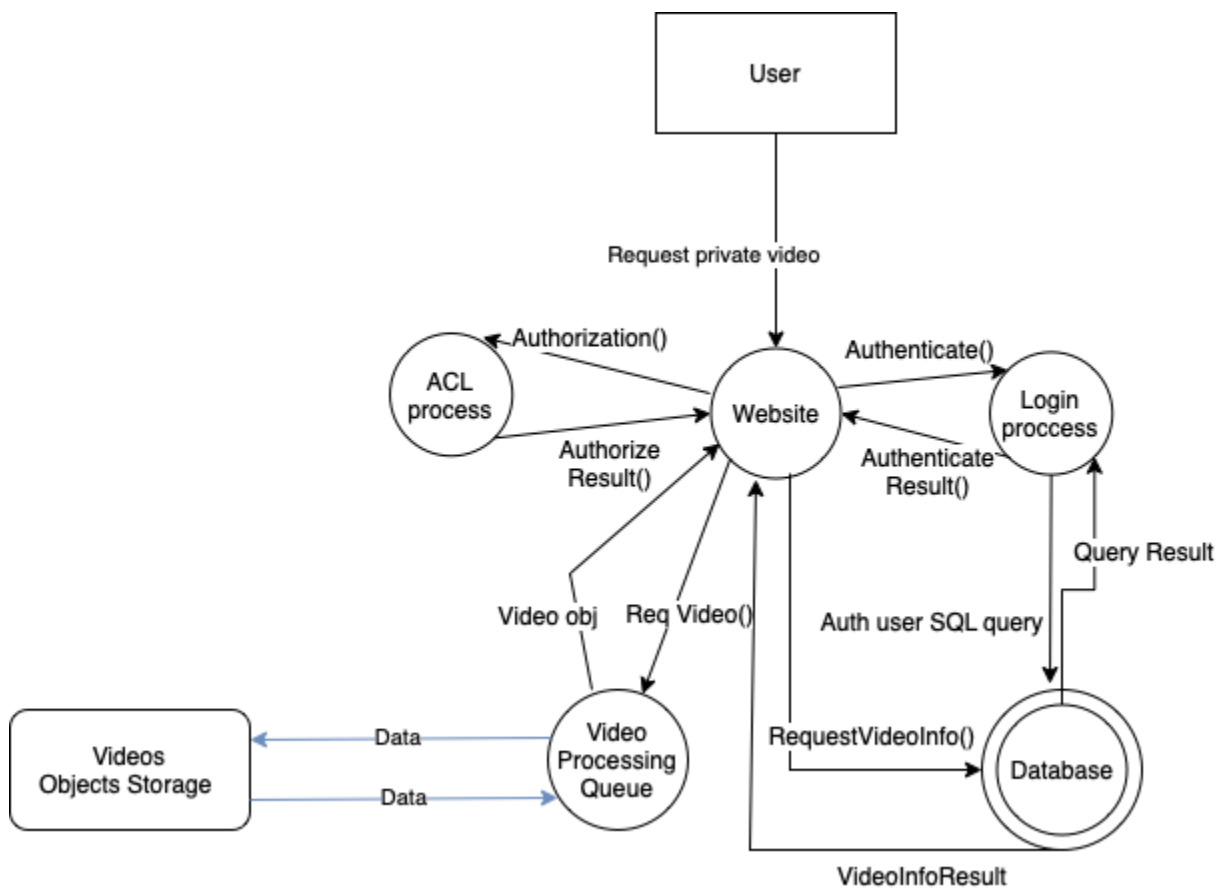 User
Request private video
Authorization()
Authenticate()
ACL
process
Website
Login
proccess
Authorize
Result()
Authenticate
Result()
Query Result
Video obj
Req Video()
Auth user SQL query
Data
Videos
Objects Storage
Video
Processing
Queue
RequestVideoInfo()
Database
Data
VideoInfoResult